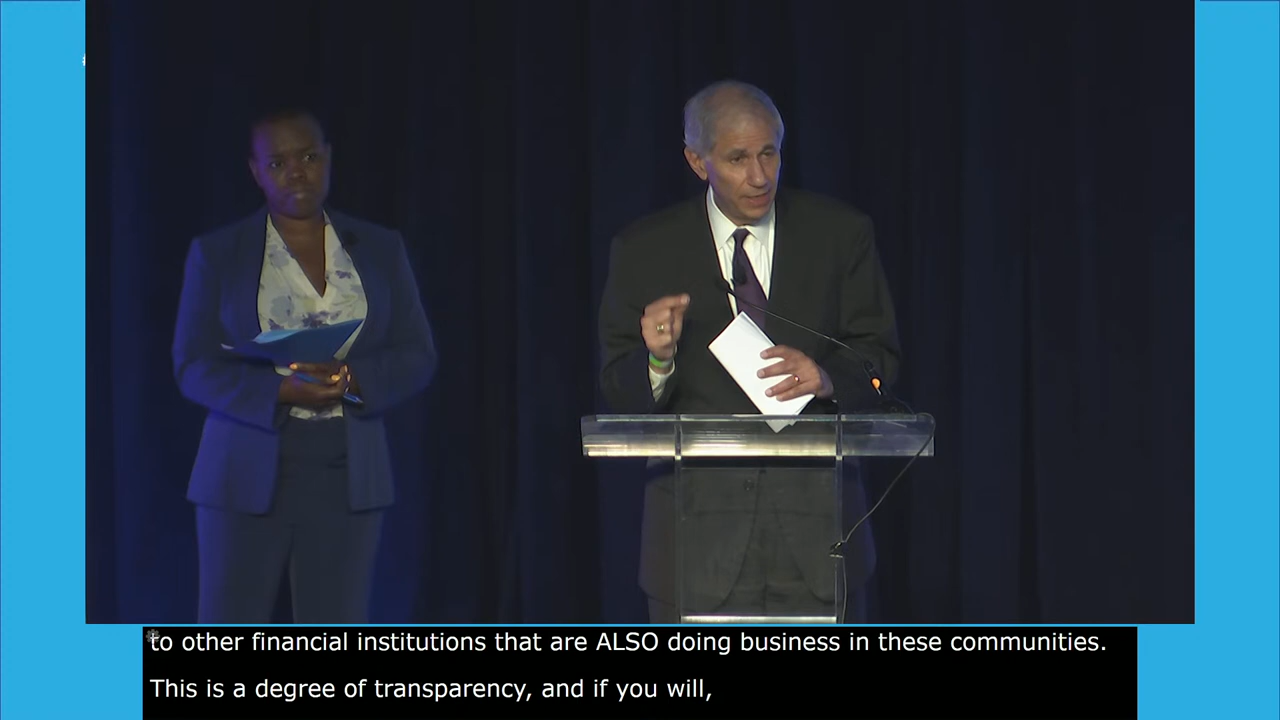 to other financial institutions that are ALSO doing business in these communities.
This is a degree of transparency, and if you will,